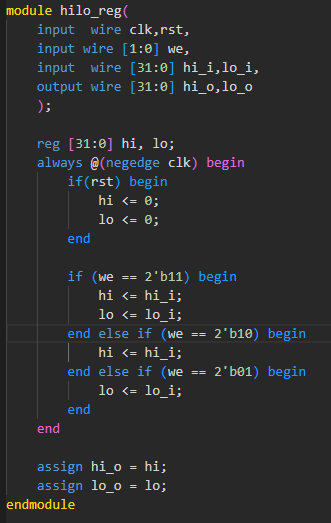 module hilo_reg(
    input  wire clk,rst,
    input wire [1:0] we,
    input  wire [31:0] hi_i,lo_i,
    output wire [31:0] hi_o,lo_o
    );

    reg [31:0] hi, lo;
    always @(negedge clk) begin
        if(rst) begin
            hi <= 0;
            lo <= 0;
        end

        if (we == 2'b11) begin
            hi <= hi_i;
            lo <= lo_i;
        end else if (we == 2'b10) begin
            hi <= hi_i;
        end else if (we == 2'b01) begin
            lo <= lo_i;
        end
    end

    assign hi_o = hi;
    assign lo_o = lo;
endmodule